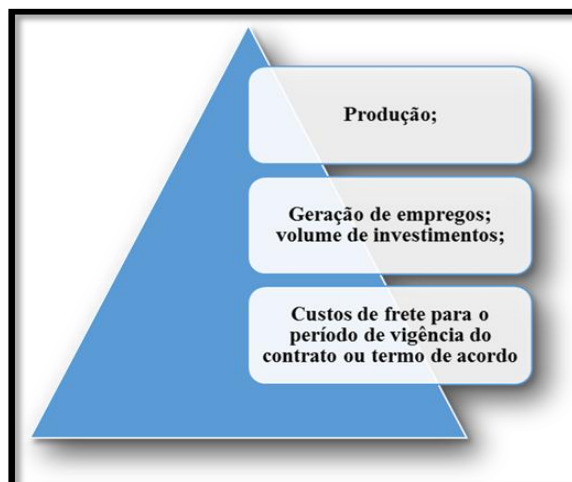 Produção;
Geração de empregos;
volume de investimentos;
Custos de frete para o
período de vigência do
contrato ou termo de acordo